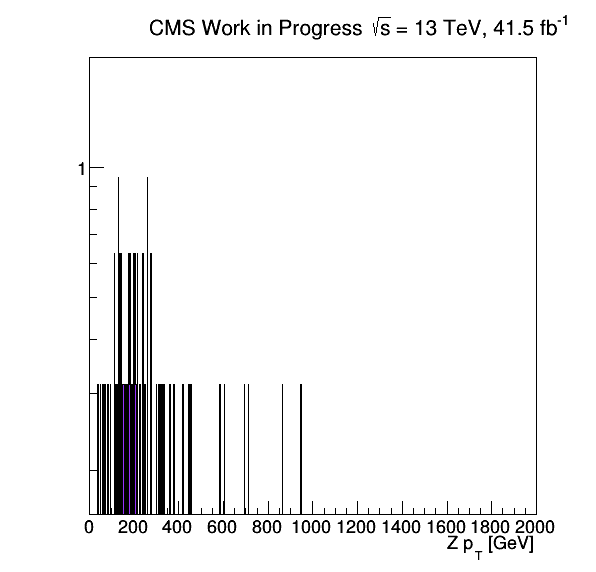 CMS Work in Progress √s = 13 TeV, 41.5 fb⁻¹
1
0 200 400 600 800 1000 1200 1400 1600 1800 2000
Z p_T [GeV]